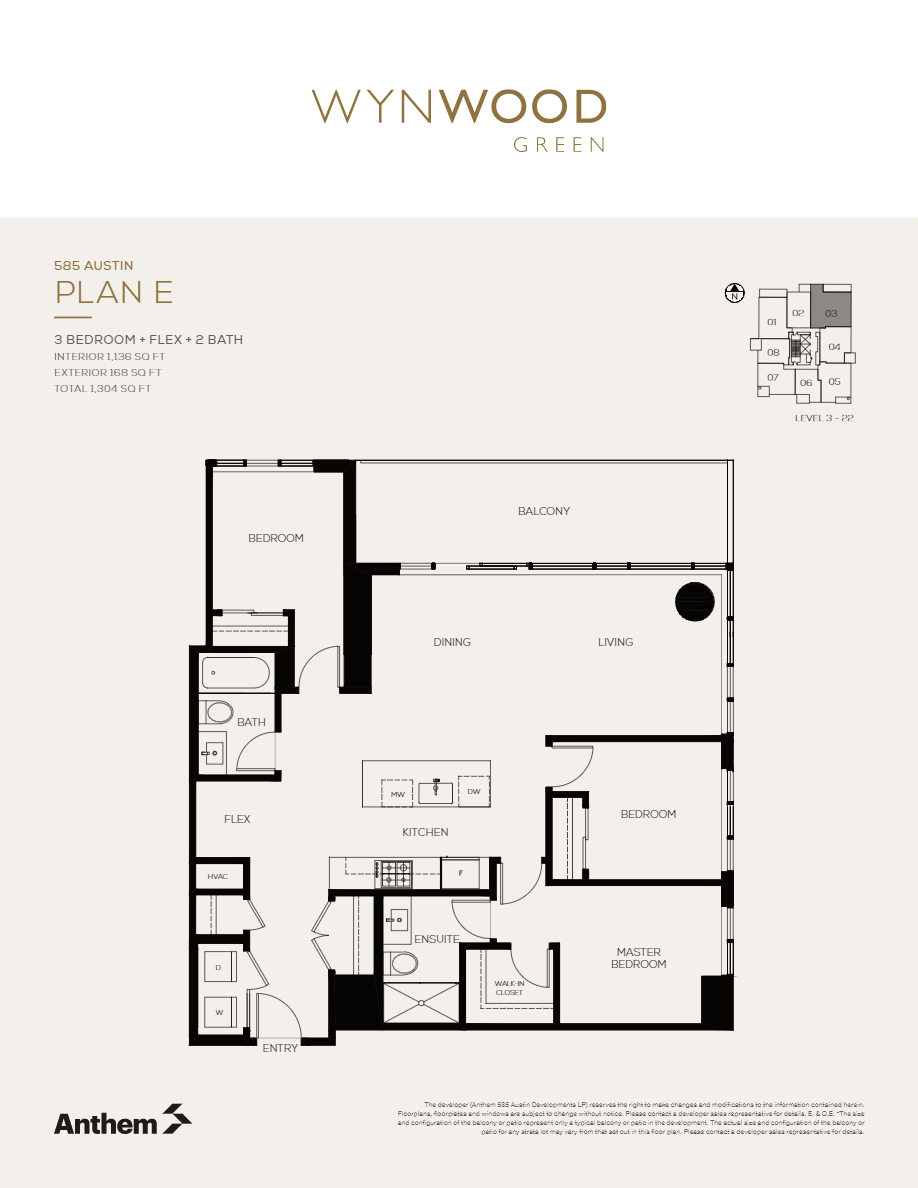 WYNWOOD
GREEN
585 AUSTIN
PLAN E
3 BEDROOM + FLEX + 2 BATH
INTERIOR 1,136 SQ FT
EXTERIOR 168 SQ FT
TOTAL 1,304 SQ FT
N
01
02
03
04
08
07
06
05
LEVEL 3 - 22
BALCONY
BEDROOM
DINING
LIVING
BATH
MW
DW
BEDROOM
FLEX
KITCHEN
HVAC
F
ENSUITE
MASTER
BEDROOM
D
WALK-IN
CLOSET
W
ENTRY
Anthem
The developer (Anthem 585 Austin Developments LP) reserves the right to make changes and modifications to the information contained herein.
Floorplans, floorplates and windows are subject to change without notice. Please contact a developer sales representative for details. E. & O.E. *The size
and configuration of the balcony or patio represent only a typical balcony or patio in the development. The actual size and configuration of the balcony or
patio for any strata lot may vary from that set out in this floor plan. Please contact a developer sales representative for details.